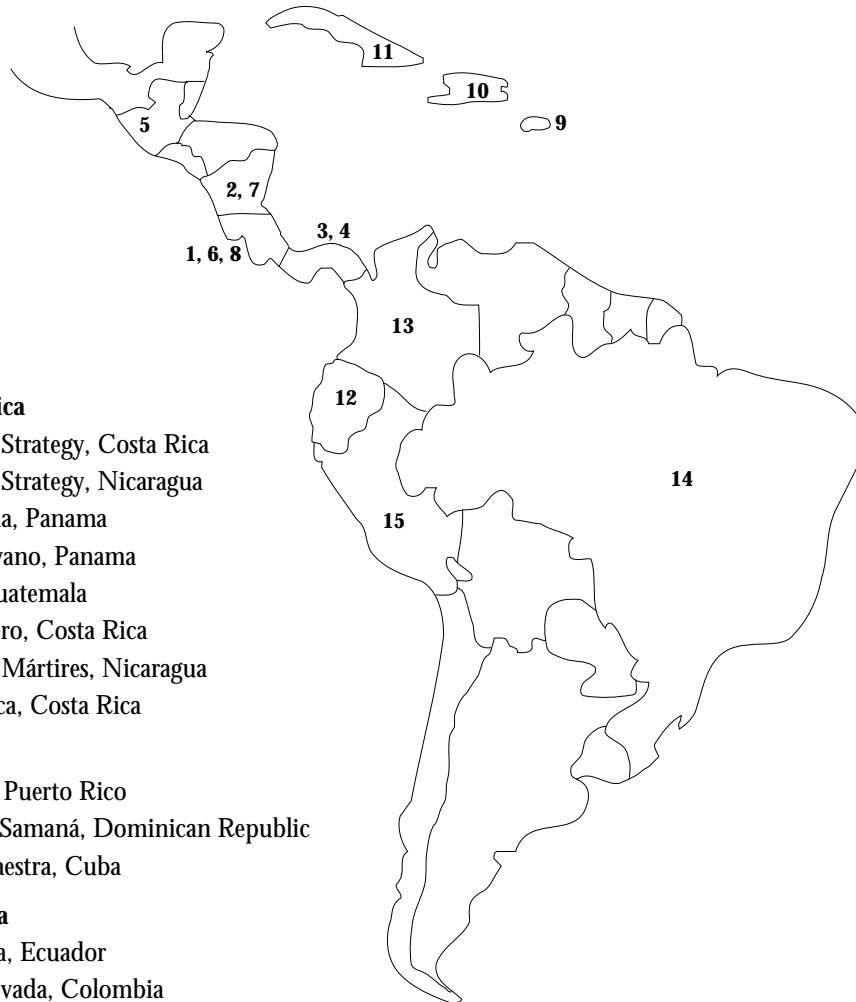 11
10
9
5
2, 7
3, 4
1, 6, 8
13
12
14
15
ica
Strategy, Costa Rica
Strategy, Nicaragua
a, Panama
yano, Panama
uatemala
ro, Costa Rica
Mártires, Nicaragua
ca, Costa Rica
Puerto Rico
Samaná, Dominican Republic
aestra, Cuba
a
a, Ecuador
vada, Colombia